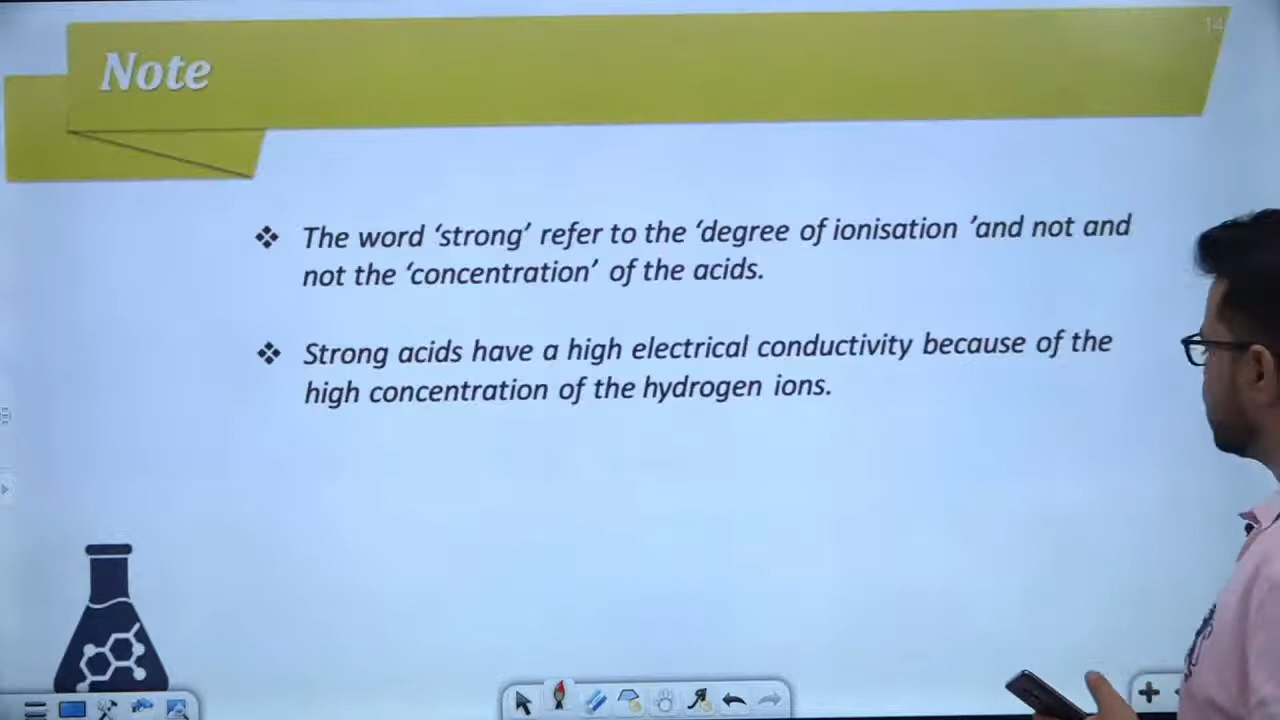 14
Note
❖ The word ‘strong’ refer to the ‘degree of ionisation ’and not and
not the ‘concentration’ of the acids.
❖ Strong acids have a high electrical conductivity because of the
high concentration of the hydrogen ions.